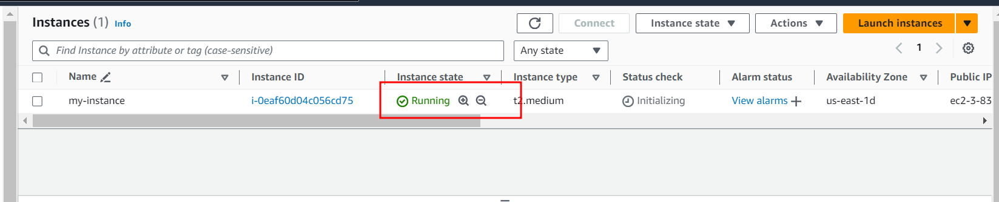 Instances (1) Info
Connect
Instance state
Actions
Launch instances
Find Instance by attribute or tag (case-sensitive)
Any state
1
Name Instance ID Instance state Instance type Status check Alarm status Availability Zone Public IP
my-instance i-0eaf60d04c056cd75 Running t2.medium Initializing View alarms us-east-1d ec2-3-83